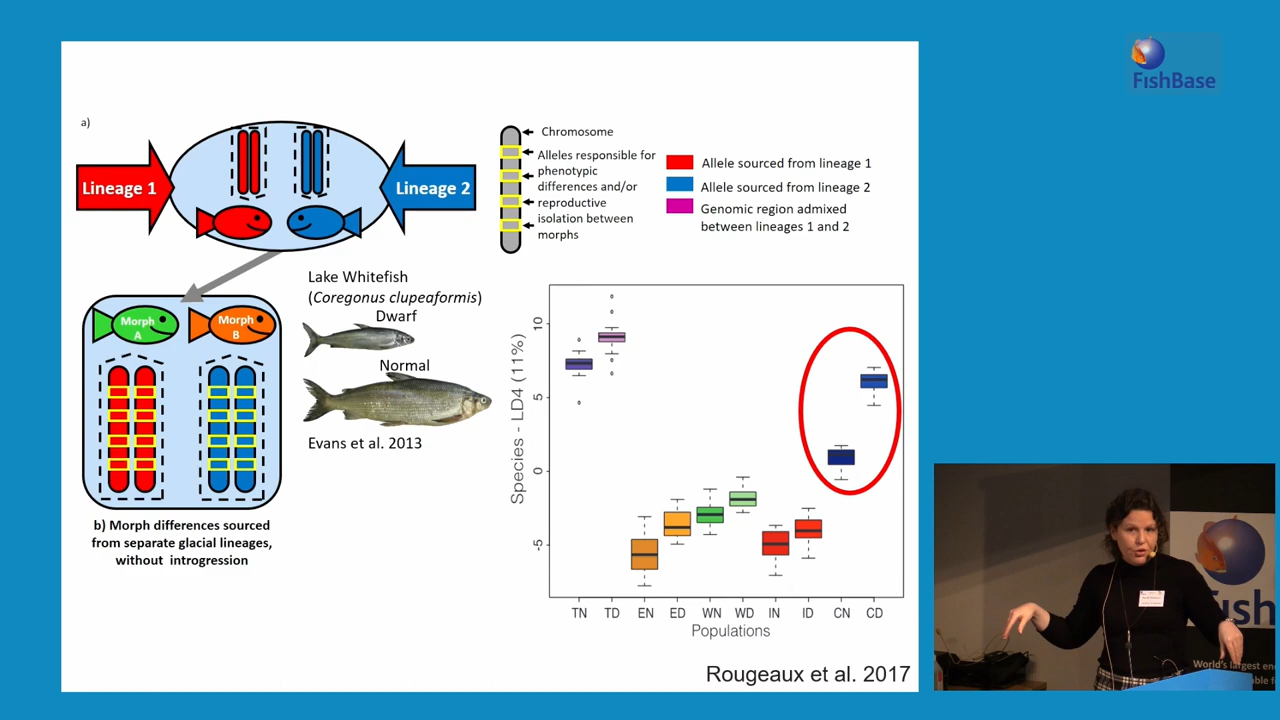 FishBase
a)
Lineage 1
Lineage 2
Chromosome
Alleles responsible for
phenotypic
differences and/or
reproductive
isolation between
morphs
Allele sourced from lineage 1
Allele sourced from lineage 2
Genomic region admixed
between lineages 1 and 2
Morph
A
Morph
B
b) Morph differences sourced
from separate glacial lineages,
without introgression
Lake Whitefish
(Coregonus clupeaformis)
Dwarf
Normal
Evans et al. 2013
Species - LD4 (11%)
10
5
0
-5
TN TD EN ED WN WD IN ID CN CD
Populations
Rougeaux et al. 2017
World's largest